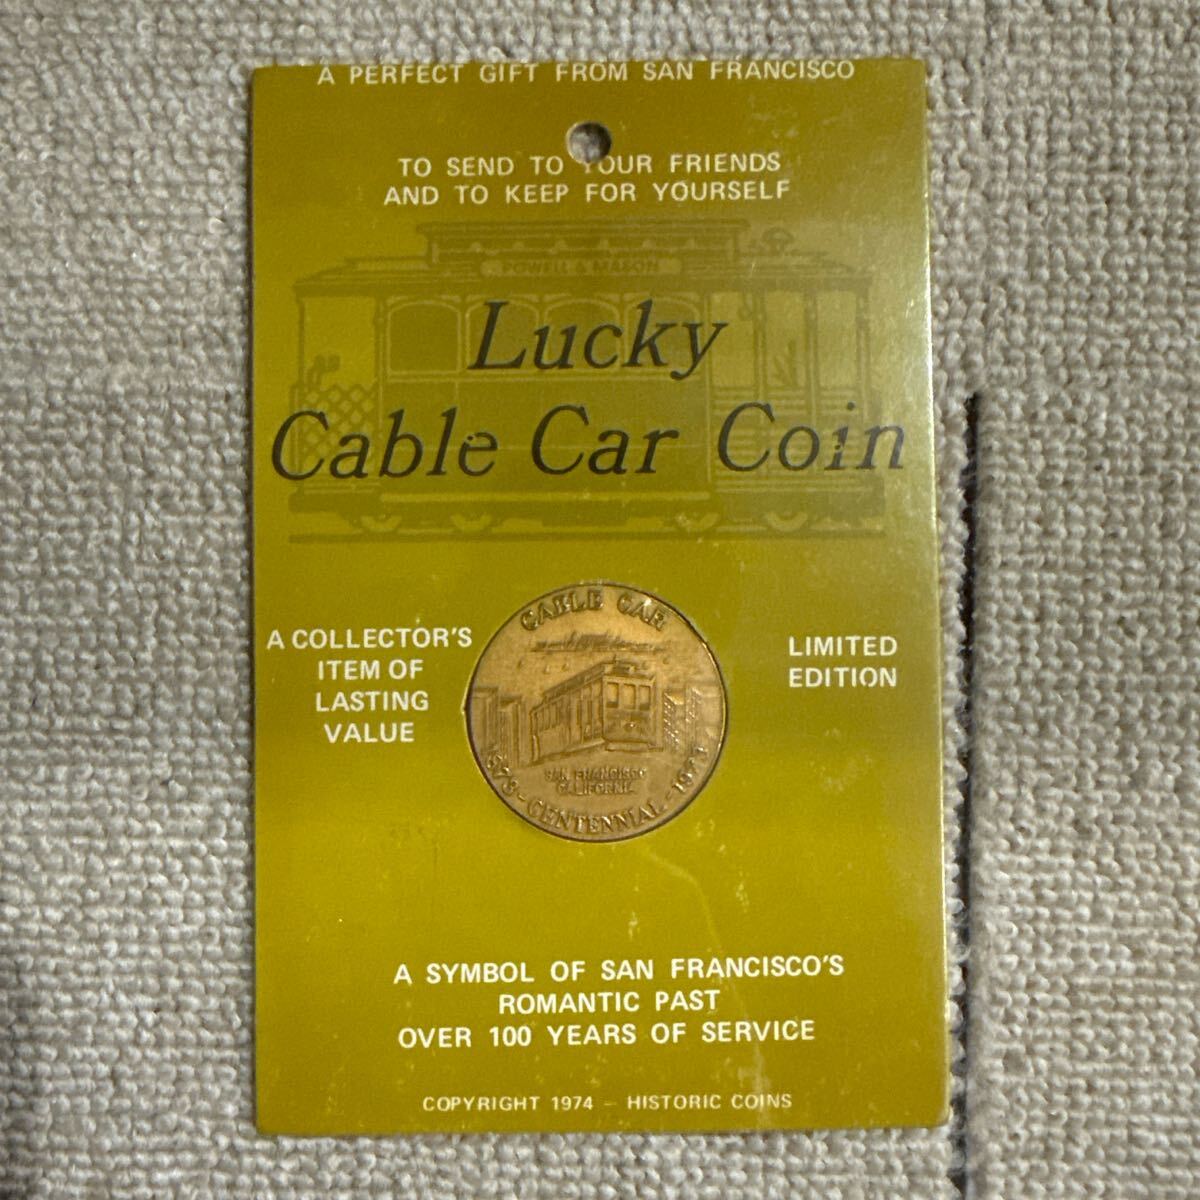 A PERFECT GIFT FROM SAN FRANCISCO
TO SEND TO YOUR FRIENDS
AND TO KEEP FOR YOURSELF
POWELL & MASON
Lucky
Cable Car Coin
A COLLECTOR'S
ITEM OF
LASTING
VALUE
LIMITED
EDITION
CABLE CAR
SAN FRANCISCO
CALIFORNIA
1873 - CENTENNIAL - 1973
A SYMBOL OF SAN FRANCISCO'S
ROMANTIC PAST
OVER 100 YEARS OF SERVICE
COPYRIGHT 1974 - HISTORIC COINS